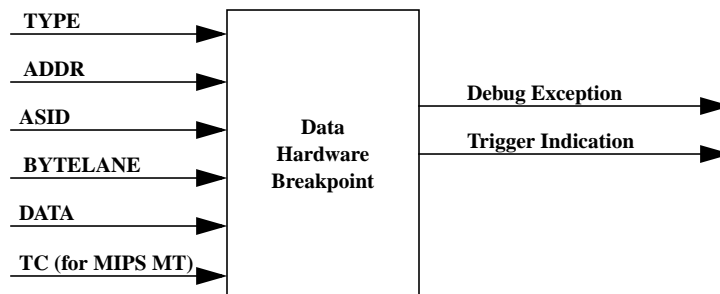 TYPE
ADDR
ASID
BYTELANE
DATA
TC (for MIPS MT)
Data
Hardware
Breakpoint
Debug Exception
Trigger Indication